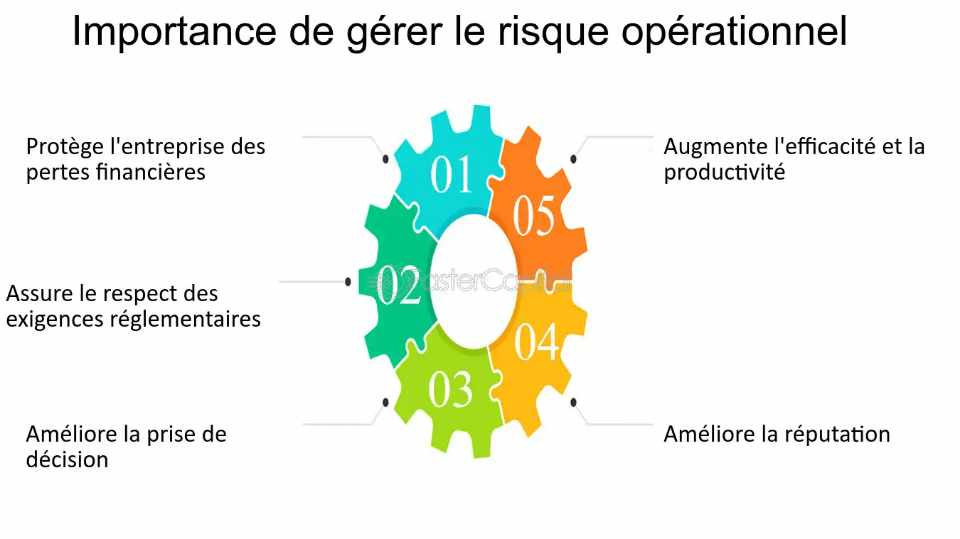 Importance de gérer le risque opérationnel
Protège l'entreprise des
pertes financières
01
Augmente l'efficacité et la
productivité
05
Assure le respect des
exigences réglementaires
02
04
03
Améliore la prise de
décision
Améliore la réputation